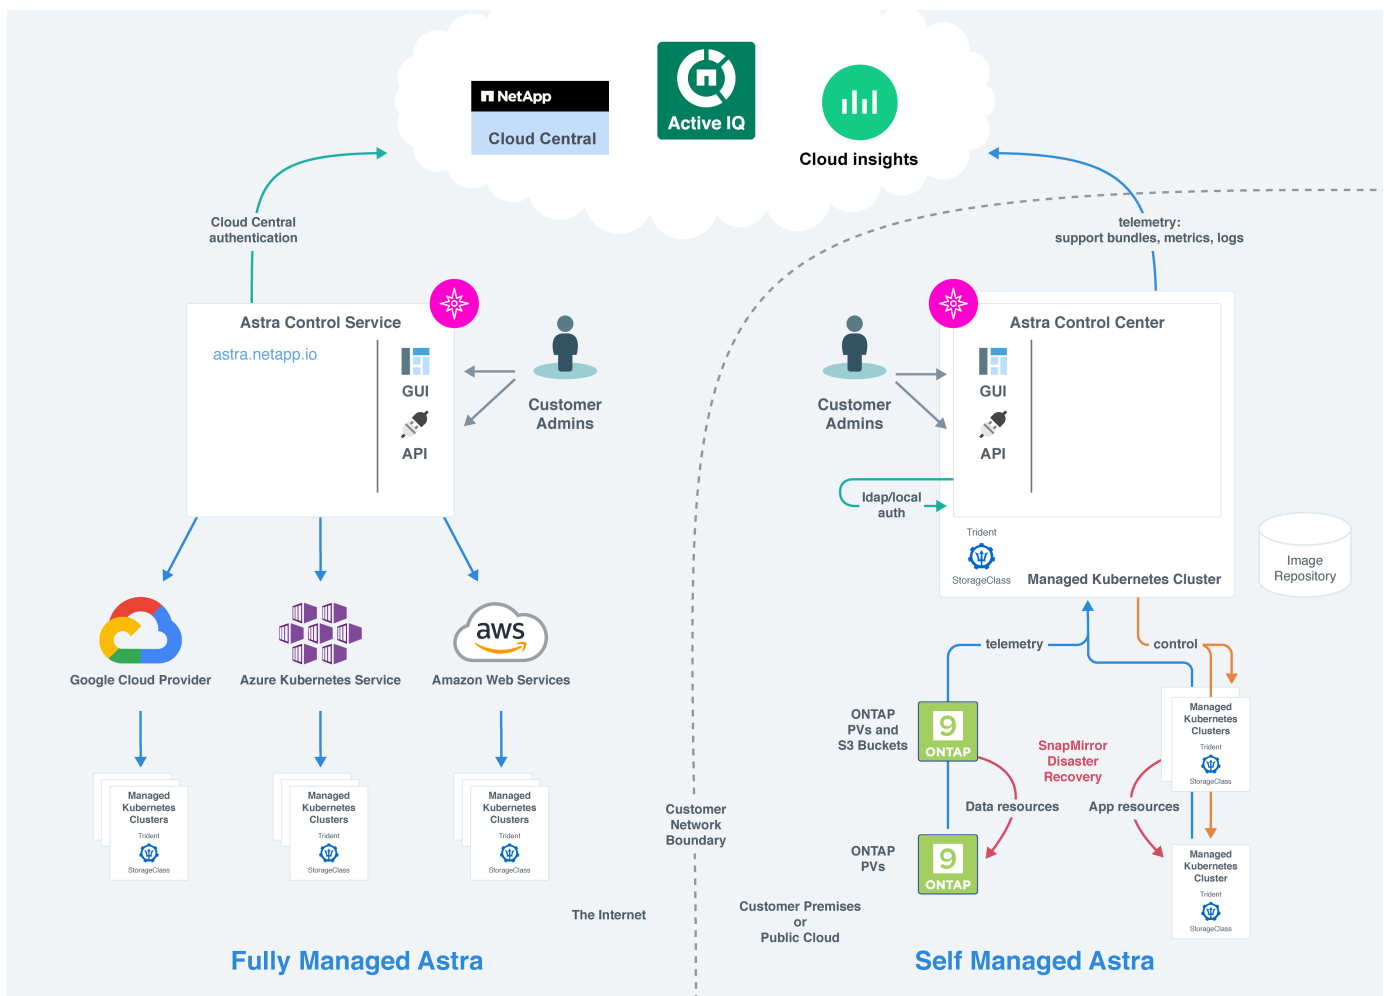 NetApp
Cloud Central
Active IQ
Cloud insights
Cloud Central
authentication
telemetry:
support bundles, metrics, logs
Astra Control Service
astra.netapp.io
GUI
API
Customer
Admins
Customer
Admins
Astra Control Center
GUI
API
ldap/local
auth
Trident
StorageClass
Managed Kubernetes Cluster
Image
Repository
Google Cloud Provider
Azure Kubernetes Service
aws
Amazon Web Services
Managed
Kubernetes
Clusters
Trident
StorageClass
Managed
Kubernetes
Clusters
Trident
StorageClass
Managed
Kubernetes
Clusters
Trident
StorageClass
telemetry
control
ONTAP
PVs and
S3 Buckets
9
ONTAP
SnapMirror
Disaster
Recovery
Managed
Kubernetes
Clusters
Trident
StorageClass
Data resources
App resources
Customer
Network
Boundary
ONTAP
PVs
9
ONTAP
Managed
Kubernetes
Cluster
Trident
StorageClass
The Internet
Customer Premises
or
Public Cloud
Fully Managed Astra
Self Managed Astra